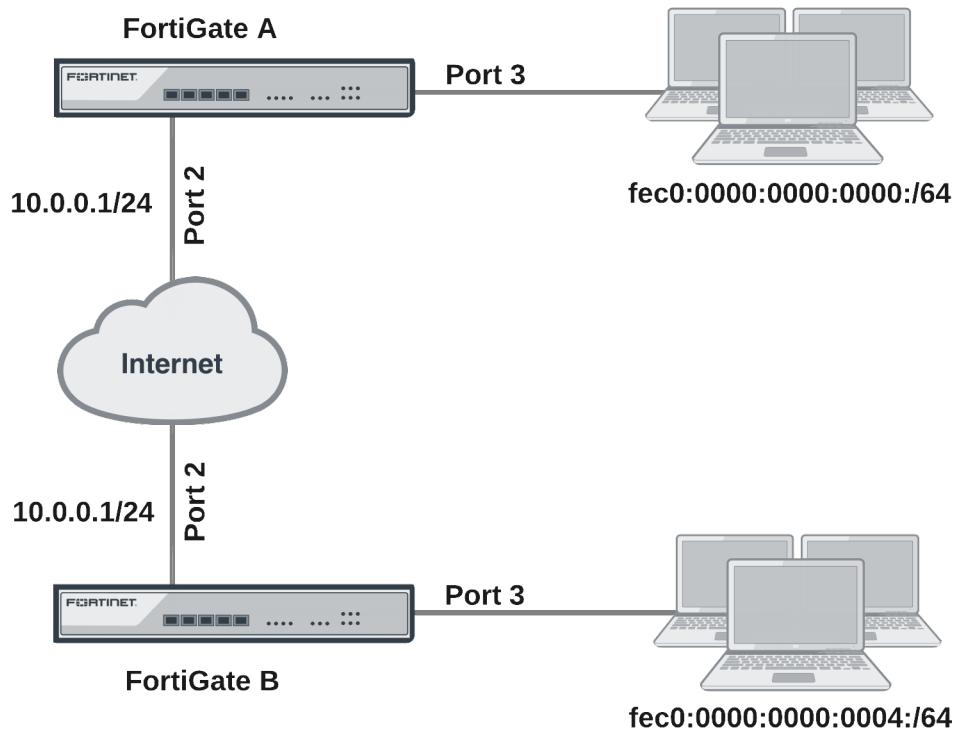 FortiGate A
FORTINET
Port 3
10.0.0.1/24
Port 2
fec0:0000:0000:0000:/64
Internet
10.0.0.1/24
Port 2
FORTINET
Port 3
FortiGate B
fec0:0000:0000:0004:/64